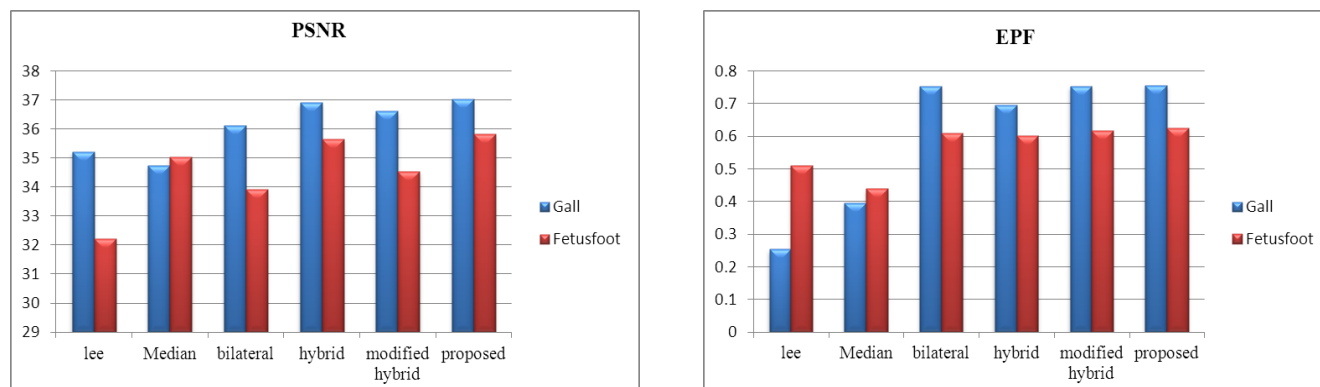 PSNR
38
37
36
35
34
33
32
31
30
29
lee
Median
bilateral
hybrid
modified
hybrid
proposed
Gall
Fetusfoot
EPF
0.8
0.7
0.6
0.5
0.4
0.3
0.2
0.1
0
lee
Median
bilateral
hybrid
modified
hybrid
proposed
Gall
Fetusfoot